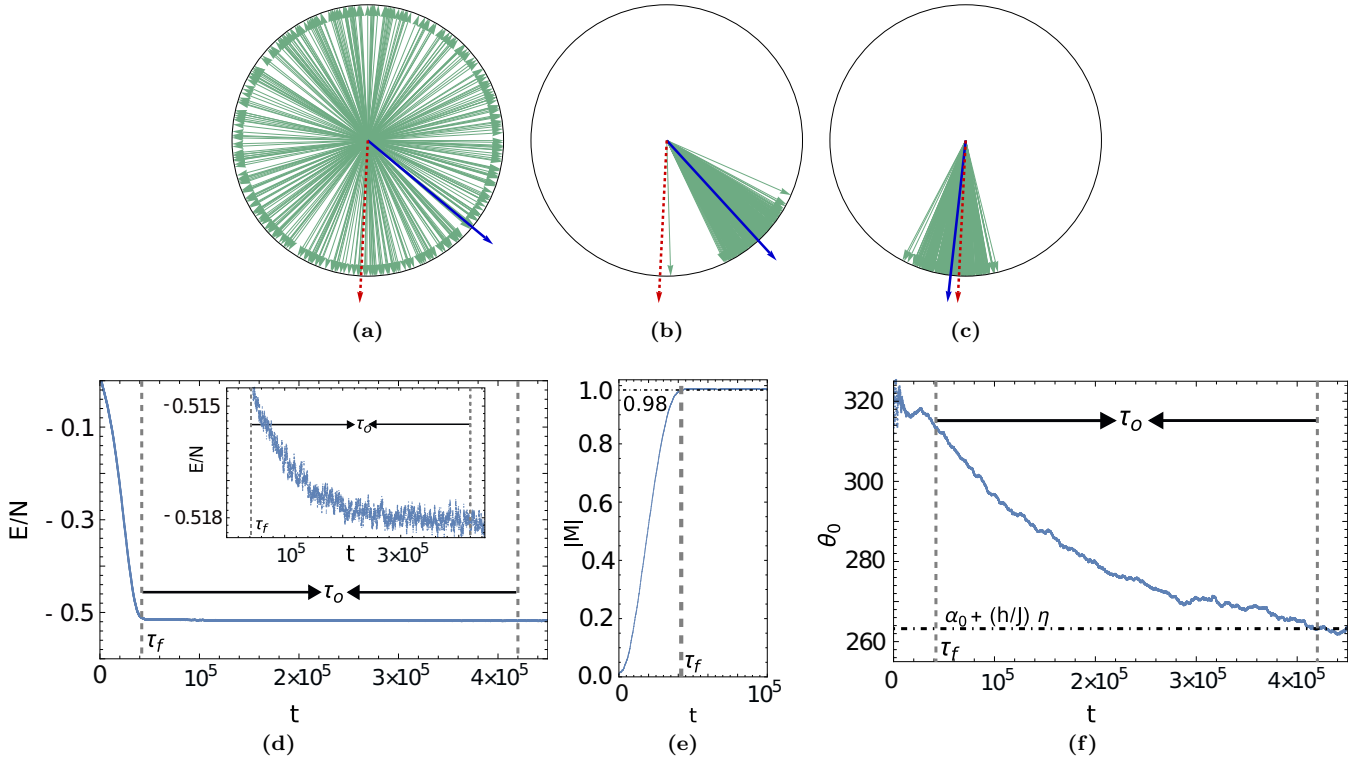 (a) (b) (c)
E/N
- 0.1
- 0.3
- 0.5
0 10⁵ 2×10⁵ 3×10⁵ 4×10⁵
t
τf
τo
E/N
-0.515
-0.518
τo
τf
10⁵ t 3×10⁵
(d)
|M|
1.0
0.98
0.8
0.6
0.4
0.2
0.0
τf
0 10⁵
t
(e)
θ₀
320
300
280
260
τo
α₀ + (h/J) η
τf
0 10⁵ 2×10⁵ 3×10⁵ 4×10⁵
t
(f)